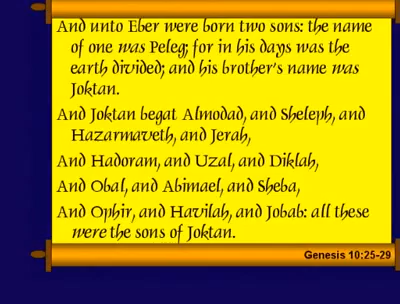 And unto Eber were born two sons: the name
of one was Peleg; for in his days was the
earth divided; and his brother's name was
Joktan.
And Joktan begat Almodad, and Sheleph, and
Hazarmaveth, and Jerah,
And Hadoram, and Uzal, and Diklah,
And Obal, and Abimael, and Sheba,
And Ophir, and Havilah, and Jobab: all these
were the sons of Joktan.
Genesis 10:25-29